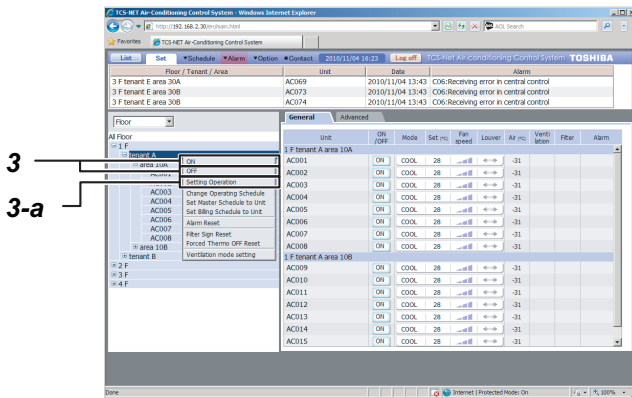 TCS-NET Air-Conditioning Control System - Windows Internet Explorer
http://192.168.2.30/en/main.html
AOL Search
Favorites TCS-NET Air-Conditioning Control System
List Set ▼Schedule ▼Alarm ▼Option ■Contact 2010/11/04 16:23 Log off TCS-Net Air-conditioning Control System TOSHIBA
Floor / Tenant / Area Unit Date Alarm
3 F tenant E area 30A AC069 2010/11/04 13:43 C06:Receiving error in central control
3 F tenant E area 30B AC073 2010/11/04 13:43 C06:Receiving error in central control
3 F tenant E area 30B AC074 2010/11/04 13:43 C06:Receiving error in central control
Floor
All Floor
1 F
tenant A
area 10A
AC001
AC003
AC004
AC005
AC006
AC007
AC008
area 10B
tenant B
2 F
3 F
4 F
3
3-a
ON
OFF
Setting Operation
Change Operating Schedule
Set Master Schedule to Unit
Set Billing Schedule to Unit
Alarm Reset
Filter Sign Reset
Forced Thermo OFF Reset
Ventilation mode setting
General Advanced
Unit ON /OFF Mode Set (°C) Fan speed Louver Air (°C) Venti lation Filter Alarm
1 F tenant A area 10A
AC001 ON COOL 28 -31
AC002 ON COOL 28 -31
AC003 ON COOL 28 -31
AC004 ON COOL 28 -31
AC005 ON COOL 28 -31
AC006 ON COOL 28 -31
AC007 ON COOL 28 -31
AC008 ON COOL 28 -31
1 F tenant A area 10B
AC009 ON COOL 28 -31
AC010 ON COOL 28 -31
AC011 ON COOL 28 -31
AC012 ON COOL 28 -31
AC013 ON COOL 28 -31
AC014 ON COOL 28 -31
AC015 ON COOL 28 -31
Done Internet | Protected Mode: On 100%